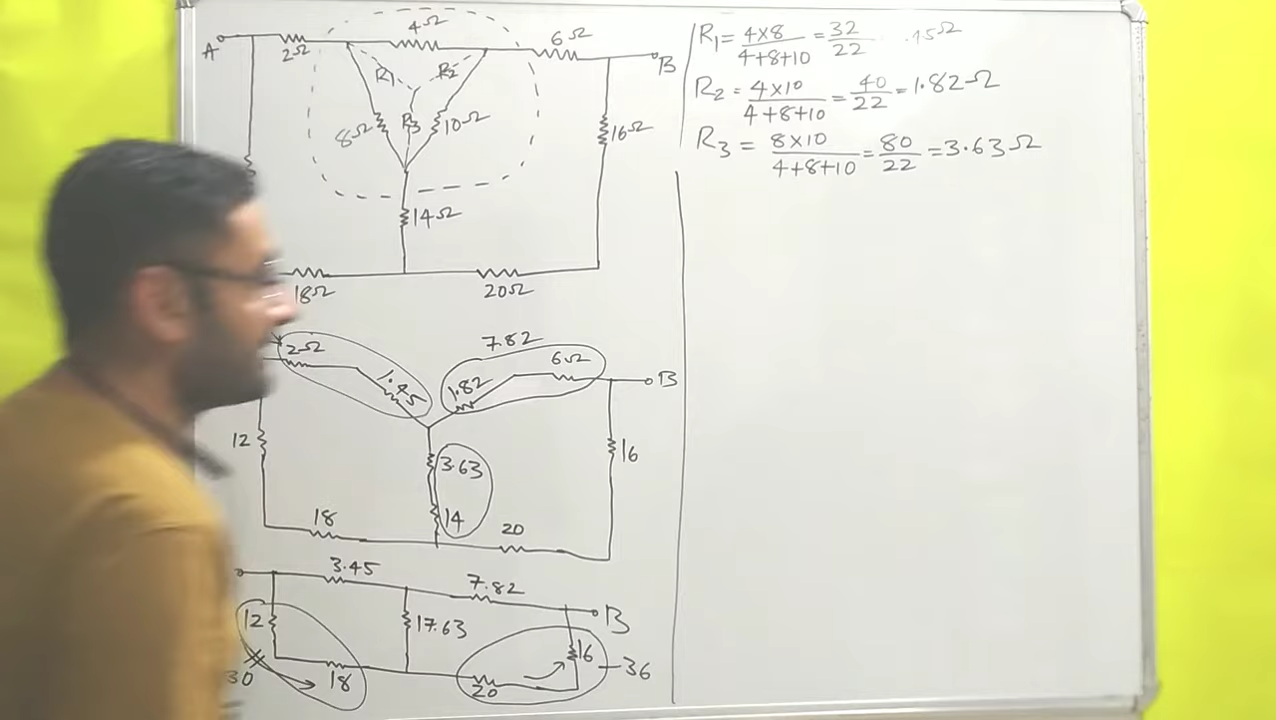 A
2Ω
4Ω
6Ω
B
R1
R2
8Ω
R3
10Ω
16Ω
14Ω
18Ω
20Ω
2Ω
7.82
1.82
6Ω
B
12
3.63
16
18
14
20
3.45
7.82
B
12
17.63
16
36
30
18
20
R1 = 4×8 / 4+8+10 = 32 / 22 .45Ω
R2 = 4×10 / 4+8+10 = 40 / 22 = 1.82Ω
R3 = 8×10 / 4+8+10 = 80 / 22 = 3.63Ω